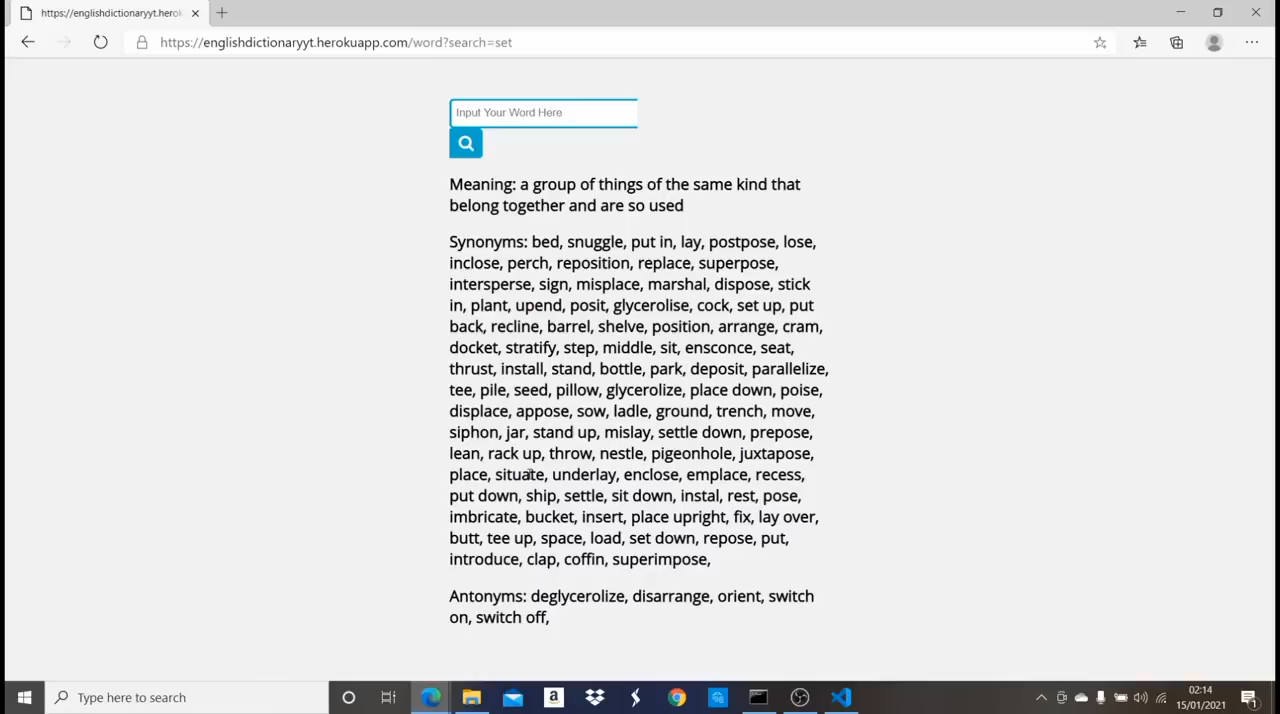 https://englishdictionaryyt.herok
https://englishdictionaryyt.herokuapp.com/word?search=set
Input Your Word Here
Meaning: a group of things of the same kind that
belong together and are so used
Synonyms: bed, snuggle, put in, lay, postpose, lose,
inclose, perch, reposition, replace, superpose,
intersperse, sign, misplace, marshal, dispose, stick
in, plant, upend, posit, glycerolise, cock, set up, put
back, recline, barrel, shelve, position, arrange, cram,
docket, stratify, step, middle, sit, ensconce, seat,
thrust, install, stand, bottle, park, deposit, parallelize,
tee, pile, seed, pillow, glycerolize, place down, poise,
displace, appose, sow, ladle, ground, trench, move,
siphon, jar, stand up, mislay, settle down, prepose,
lean, rack up, throw, nestle, pigeonhole, juxtapose,
place, situate, underlay, enclose, emplace, recess,
put down, ship, settle, sit down, instal, rest, pose,
imbricate, bucket, insert, place upright, fix, lay over,
butt, tee up, space, load, set down, repose, put,
introduce, clap, coffin, superimpose,
Antonyms: deglycerolize, disarrange, orient, switch
on, switch off,
Type here to search
02:14
15/01/2021
1